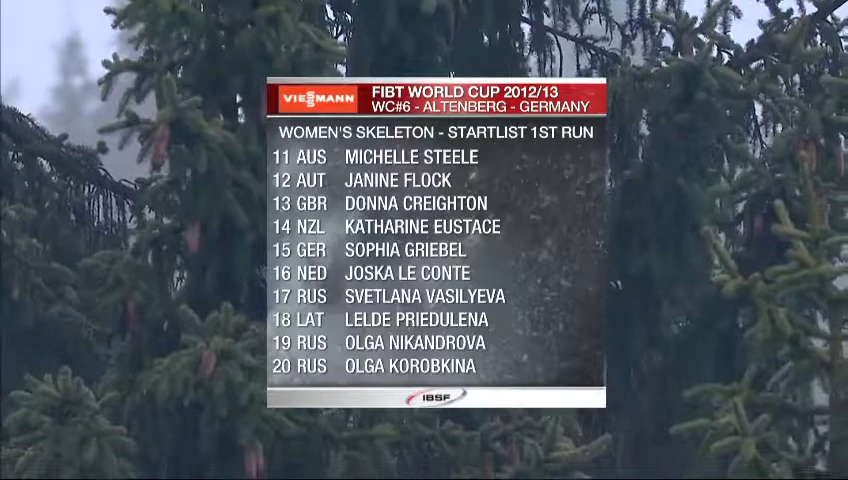 VIESSMANN
FIBT WORLD CUP 2012/13
WC#6 - ALTENBERG - GERMANY
WOMEN'S SKELETON - STARTLIST 1ST RUN
11 AUS MICHELLE STEELE
12 AUT JANINE FLOCK
13 GBR DONNA CREIGHTON
14 NZL KATHARINE EUSTACE
15 GER SOPHIA GRIEBEL
16 NED JOSKA LE CONTE
17 RUS SVETLANA VASILYEVA
18 LAT LELDE PRIEDULENA
19 RUS OLGA NIKANDROVA
20 RUS OLGA KOROBKINA
IBSF